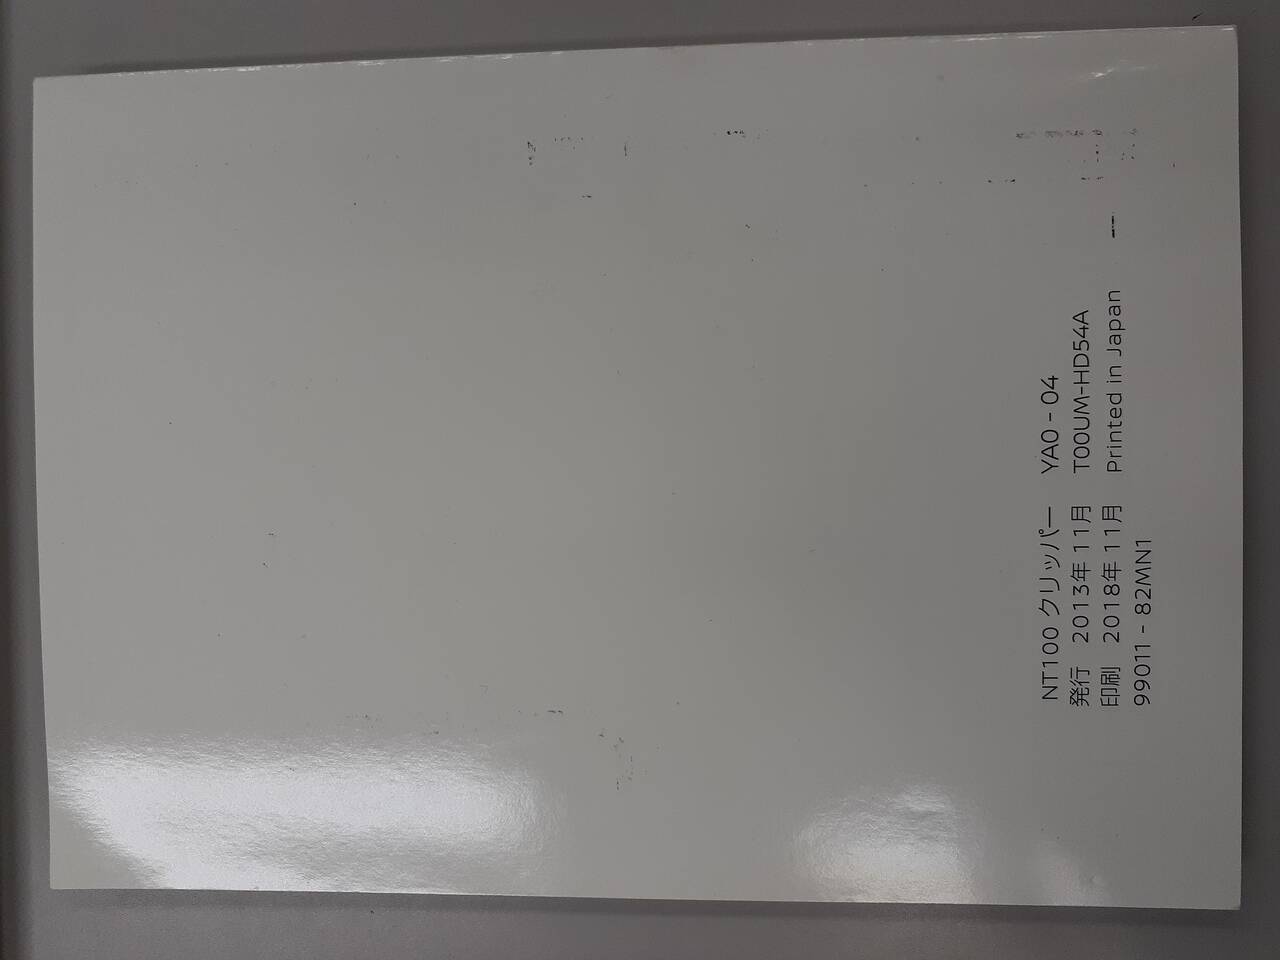 NT100 クリッパー YA0 - 04
発行 2013年 11月 T00UM-HD54A
印刷 2018年 11月 Printed in Japan
99011 - 82MN1